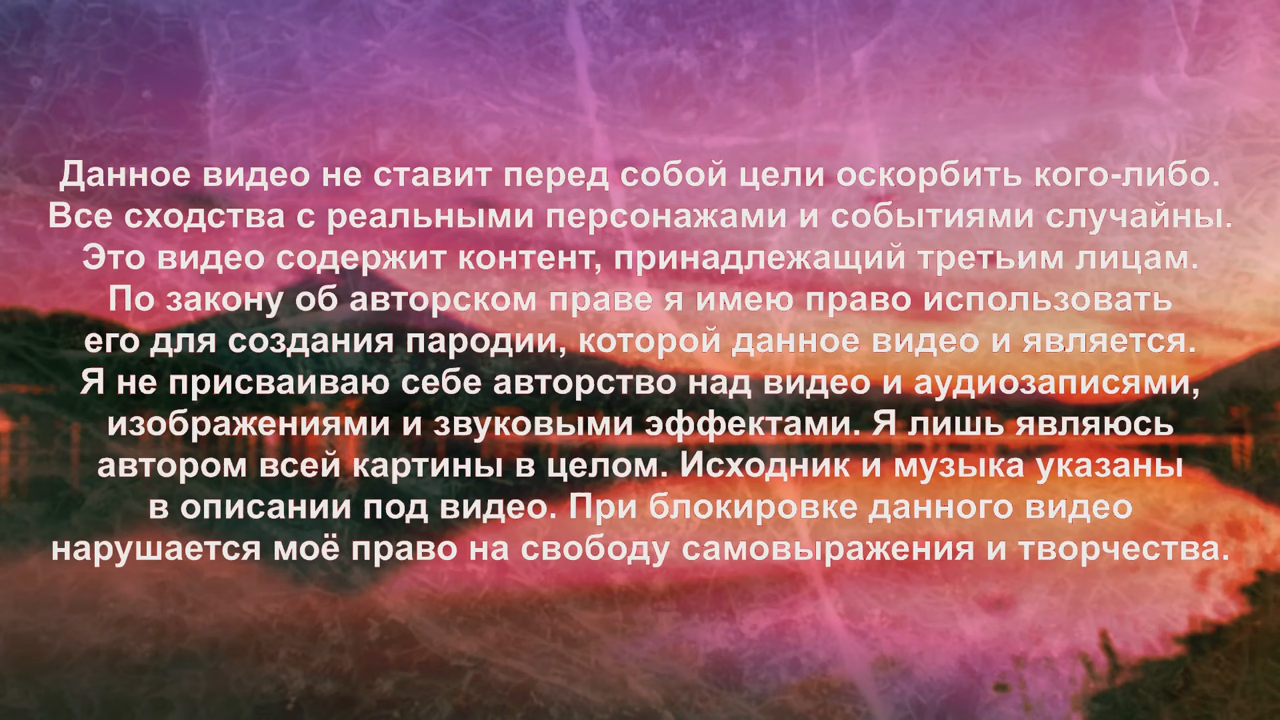 Данное видео не ставит перед собой цели оскорбить кого-либо.
Все сходства с реальными персонажами и событиями случайны.
Это видео содержит контент, принадлежащий третьим лицам.
По закону об авторском праве я имею право использовать
его для создания пародии, которой данное видео и является.
Я не присваиваю себе авторство над видео и аудиозаписями,
изображениями и звуковыми эффектами. Я лишь являюсь
автором всей картины в целом. Исходник и музыка указаны
в описании под видео. При блокировке данного видео
нарушается моё право на свободу самовыражения и творчества.